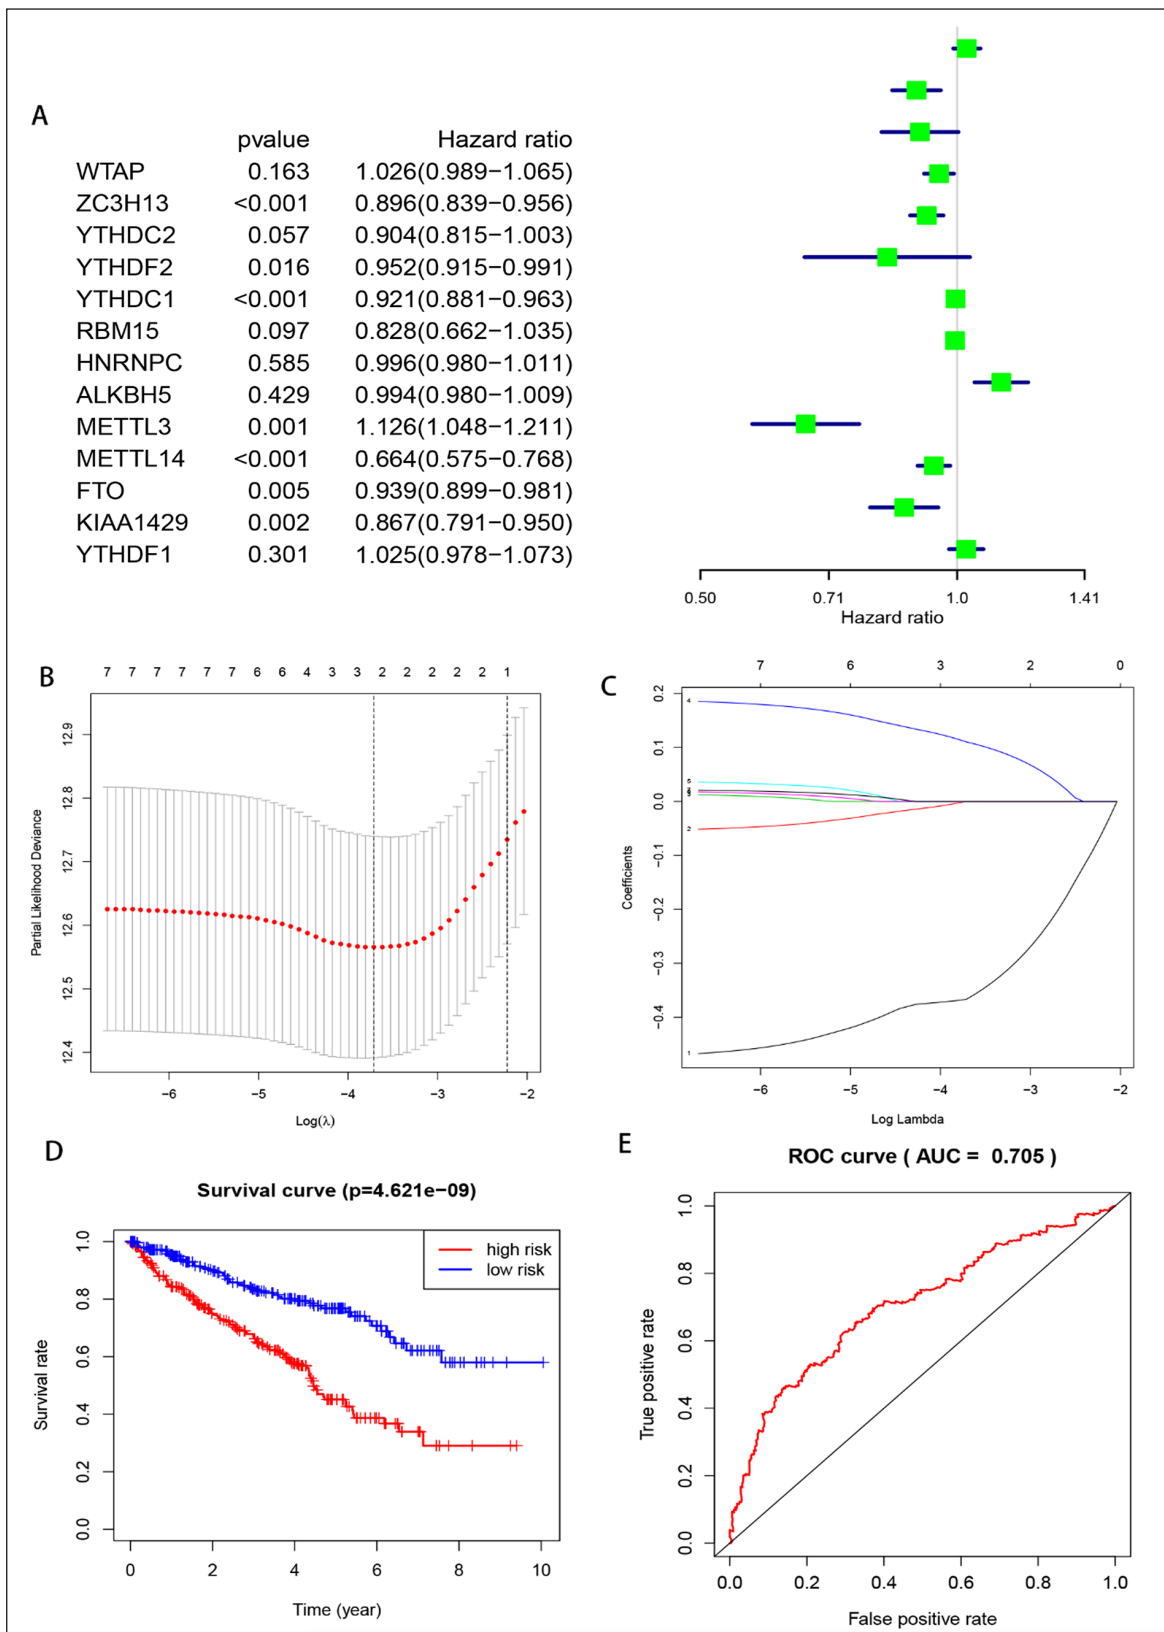 A
pvalue Hazard ratio
WTAP 0.163 1.026(0.989−1.065)
ZC3H13 <0.001 0.896(0.839−0.956)
YTHDC2 0.057 0.904(0.815−1.003)
YTHDF2 0.016 0.952(0.915−0.991)
YTHDC1 <0.001 0.921(0.881−0.963)
RBM15 0.097 0.828(0.662−1.035)
HNRNPC 0.585 0.996(0.980−1.011)
ALKBH5 0.429 0.994(0.980−1.009)
METTL3 0.001 1.126(1.048−1.211)
METTL14 <0.001 0.664(0.575−0.768)
FTO 0.005 0.939(0.899−0.981)
KIAA1429 0.002 0.867(0.791−0.950)
YTHDF1 0.301 1.025(0.978−1.073)
0.50 0.71 1.0 1.41
Hazard ratio
B
7 7 7 7 7 7 6 6 4 3 3 2 2 2 2 2 1
12.9
12.8
12.7
12.6
12.5
12.4
Partial Likelihood Deviance
−6 −5 −4 −3 −2
Log(λ)
C
7 6 3 2 0
0.2
0.1
0.0
−0.1
−0.2
−0.3
−0.4
Coefficients
4
5
2
1
−6 −5 −4 −3 −2
Log Lambda
D
Survival curve (p=4.621e−09)
high risk
low risk
1.0
0.8
0.6
0.4
0.2
0.0
Survival rate
0 2 4 6 8 10
Time (year)
E
ROC curve ( AUC = 0.705 )
1.0
0.8
0.6
0.4
0.2
0.0
True positive rate
0.0 0.2 0.4 0.6 0.8 1.0
False positive rate